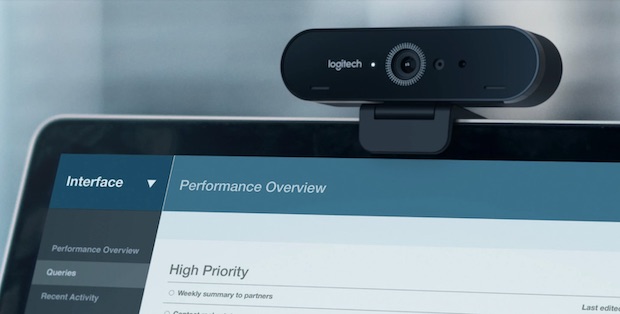 logitech
Interface
Performance Overview
Performance Overview
High Priority
Queries
Weekly summary to partners
Last edited
Recent Activity